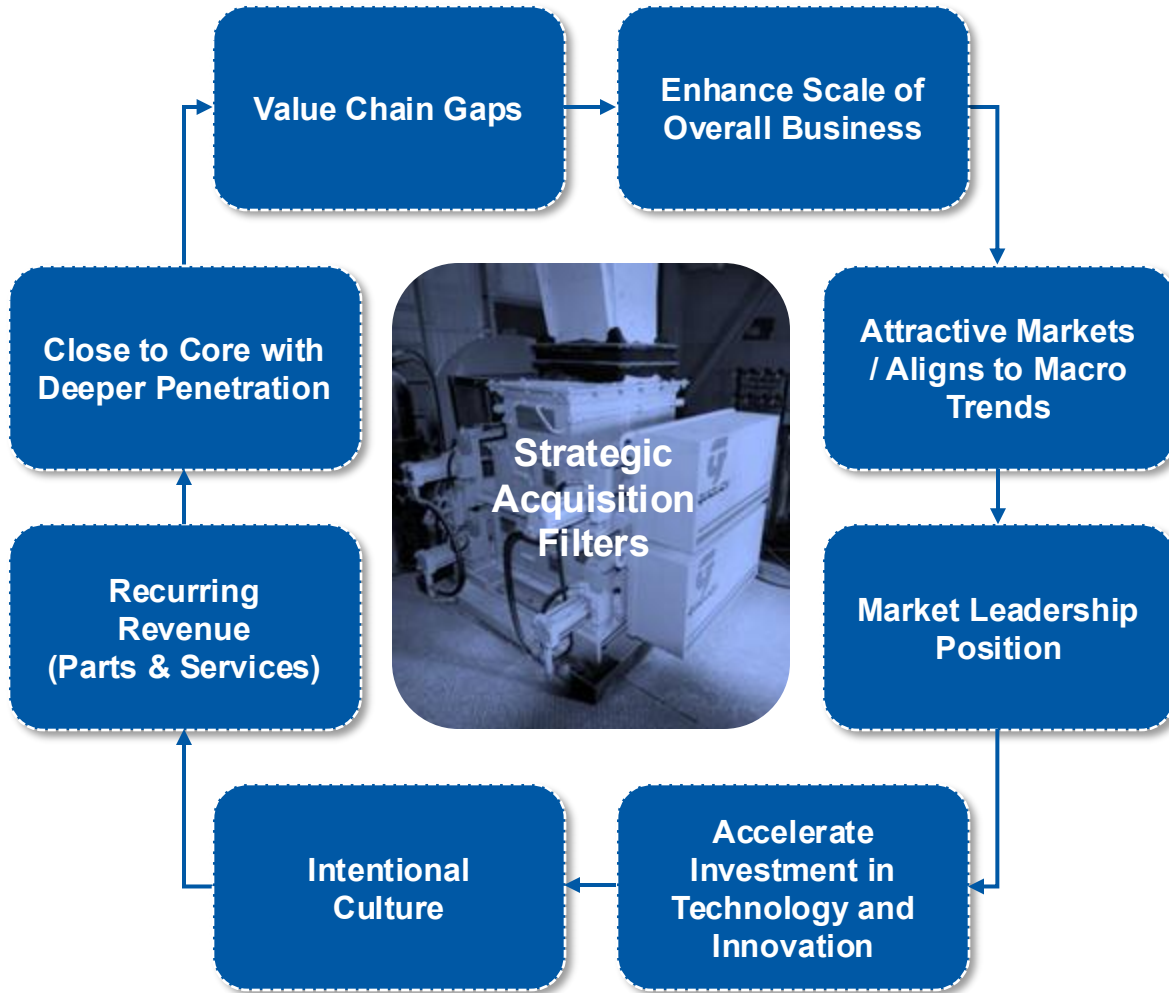 Value Chain Gaps
Enhance Scale of
Overall Business
Attractive Markets
/ Aligns to Macro
Trends
Market Leadership
Position
Accelerate
Investment in
Technology and
Innovation
Intentional
Culture
Recurring
Revenue
(Parts & Services)
Close to Core with
Deeper Penetration
Strategic
Acquisition
Filters